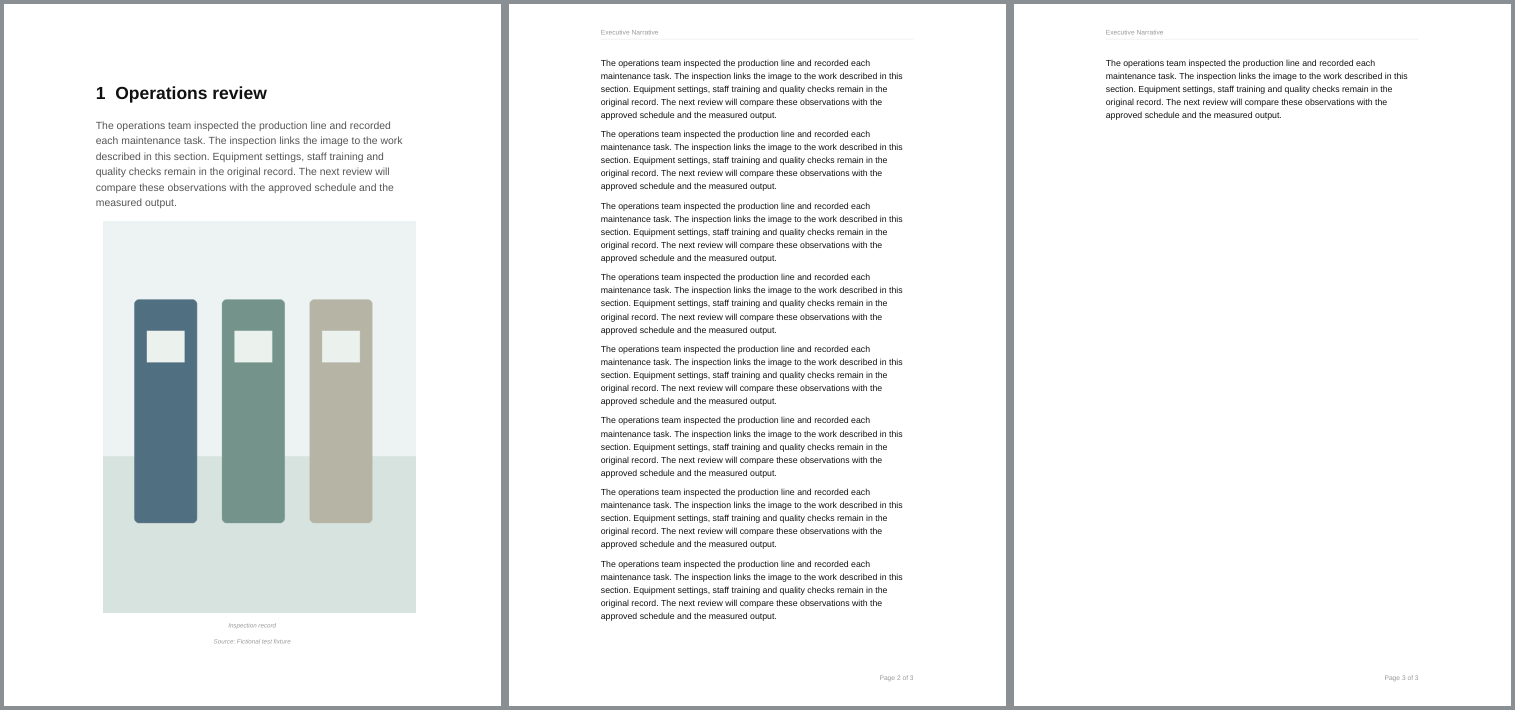 1 Operations review
The operations team inspected the production line and recorded
each maintenance task. The inspection links the image to the work
described in this section. Equipment settings, staff training and
quality checks remain in the original record. The next review will
compare these observations with the approved schedule and the
measured output.
Inspection record
Source: Fictional test fixture
Executive Narrative
The operations team inspected the production line and recorded each
maintenance task. The inspection links the image to the work described in this
section. Equipment settings, staff training and quality checks remain in the
original record. The next review will compare these observations with the
approved schedule and the measured output.
The operations team inspected the production line and recorded each
maintenance task. The inspection links the image to the work described in this
section. Equipment settings, staff training and quality checks remain in the
original record. The next review will compare these observations with the
approved schedule and the measured output.
The operations team inspected the production line and recorded each
maintenance task. The inspection links the image to the work described in this
section. Equipment settings, staff training and quality checks remain in the
original record. The next review will compare these observations with the
approved schedule and the measured output.
The operations team inspected the production line and recorded each
maintenance task. The inspection links the image to the work described in this
section. Equipment settings, staff training and quality checks remain in the
original record. The next review will compare these observations with the
approved schedule and the measured output.
The operations team inspected the production line and recorded each
maintenance task. The inspection links the image to the work described in this
section. Equipment settings, staff training and quality checks remain in the
original record. The next review will compare these observations with the
approved schedule and the measured output.
The operations team inspected the production line and recorded each
maintenance task. The inspection links the image to the work described in this
section. Equipment settings, staff training and quality checks remain in the
original record. The next review will compare these observations with the
approved schedule and the measured output.
The operations team inspected the production line and recorded each
maintenance task. The inspection links the image to the work described in this
section. Equipment settings, staff training and quality checks remain in the
original record. The next review will compare these observations with the
approved schedule and the measured output.
The operations team inspected the production line and recorded each
maintenance task. The inspection links the image to the work described in this
section. Equipment settings, staff training and quality checks remain in the
original record. The next review will compare these observations with the
approved schedule and the measured output.
Page 2 of 3
Executive Narrative
The operations team inspected the production line and recorded each
maintenance task. The inspection links the image to the work described in this
section. Equipment settings, staff training and quality checks remain in the
original record. The next review will compare these observations with the
approved schedule and the measured output.
Page 3 of 3